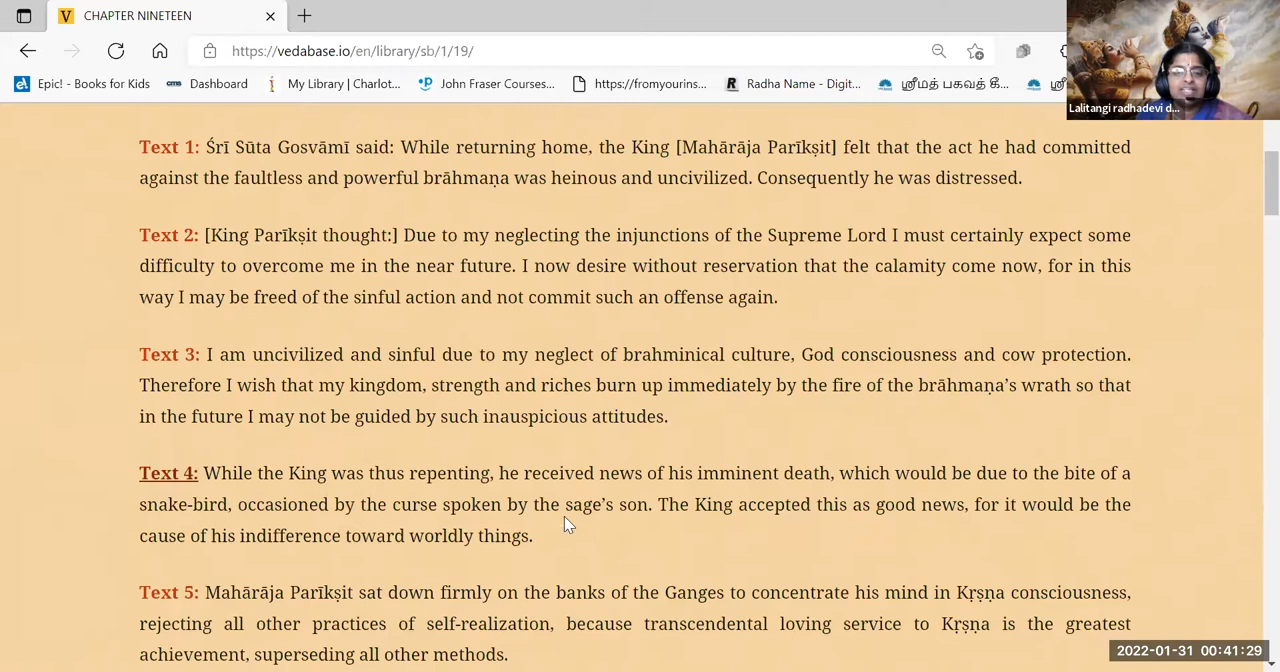 CHAPTER NINETEEN
https://vedabase.io/en/library/sb/1/19/
Epic! - Books for Kids
Dashboard
My Library | Charlot...
John Frase Courses...
https://fromyourins...
Radha Name - Digit...
ஸ்ரீமத் பகவத் கீ...
Lalitangi radhadevi d...
Text 1: Śrī Sūta Gosvāmī said: While returning home, the King [Mahārāja Parīkṣit] felt that the act he had committed
against the faultless and powerful brāhmaṇa was heinous and uncivilized. Consequently he was distressed.
Text 2: [King Parīkṣit thought:] Due to my neglecting the injunctions of the Supreme Lord I must certainly expect some
difficulty to overcome me in the near future. I now desire without reservation that the calamity come now, for in this
way I may be freed of the sinful action and not commit such an offense again.
Text 3: I am uncivilized and sinful due to my neglect of brahminical culture, God consciousness and cow protection.
Therefore I wish that my kingdom, strength and riches burn up immediately by the fire of the brāhmaṇa’s wrath so that
in the future I may not be guided by such inauspicious attitudes.
Text 4: While the King was thus repenting, he received news of his imminent death, which would be due to the bite of a
snake-bird, occasioned by the curse spoken by the sage’s son. The King accepted this as good news, for it would be the
cause of his indifference toward worldly things.
Text 5: Mahārāja Parīkṣit sat down firmly on the banks of the Ganges to concentrate his mind in Kṛṣṇa consciousness,
rejecting all other practices of self-realization, because transcendental loving service to Kṛṣṇa is the greatest
achievement, superseding all other methods.
2022-01-31 00:41:29